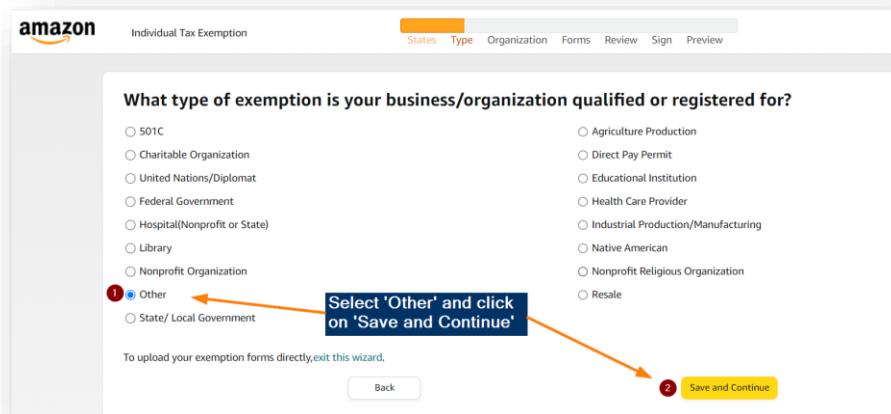 amazon
Individual Tax Exemption
States Type Organization Forms Review Sign Preview
What type of exemption is your business/organization qualified or registered for?
501C
Charitable Organization
United Nations/Diplomat
Federal Government
Hospital(Nonprofit or State)
Library
Nonprofit Organization
1 Other
State/ Local Government
Agriculture Production
Direct Pay Permit
Educational Institution
Health Care Provider
Industrial Production/Manufacturing
Native American
Nonprofit Religious Organization
Resale
Select 'Other' and click
on 'Save and Continue'
To upload your exemption forms directly,exit this wizard.
Back
2 Save and Continue